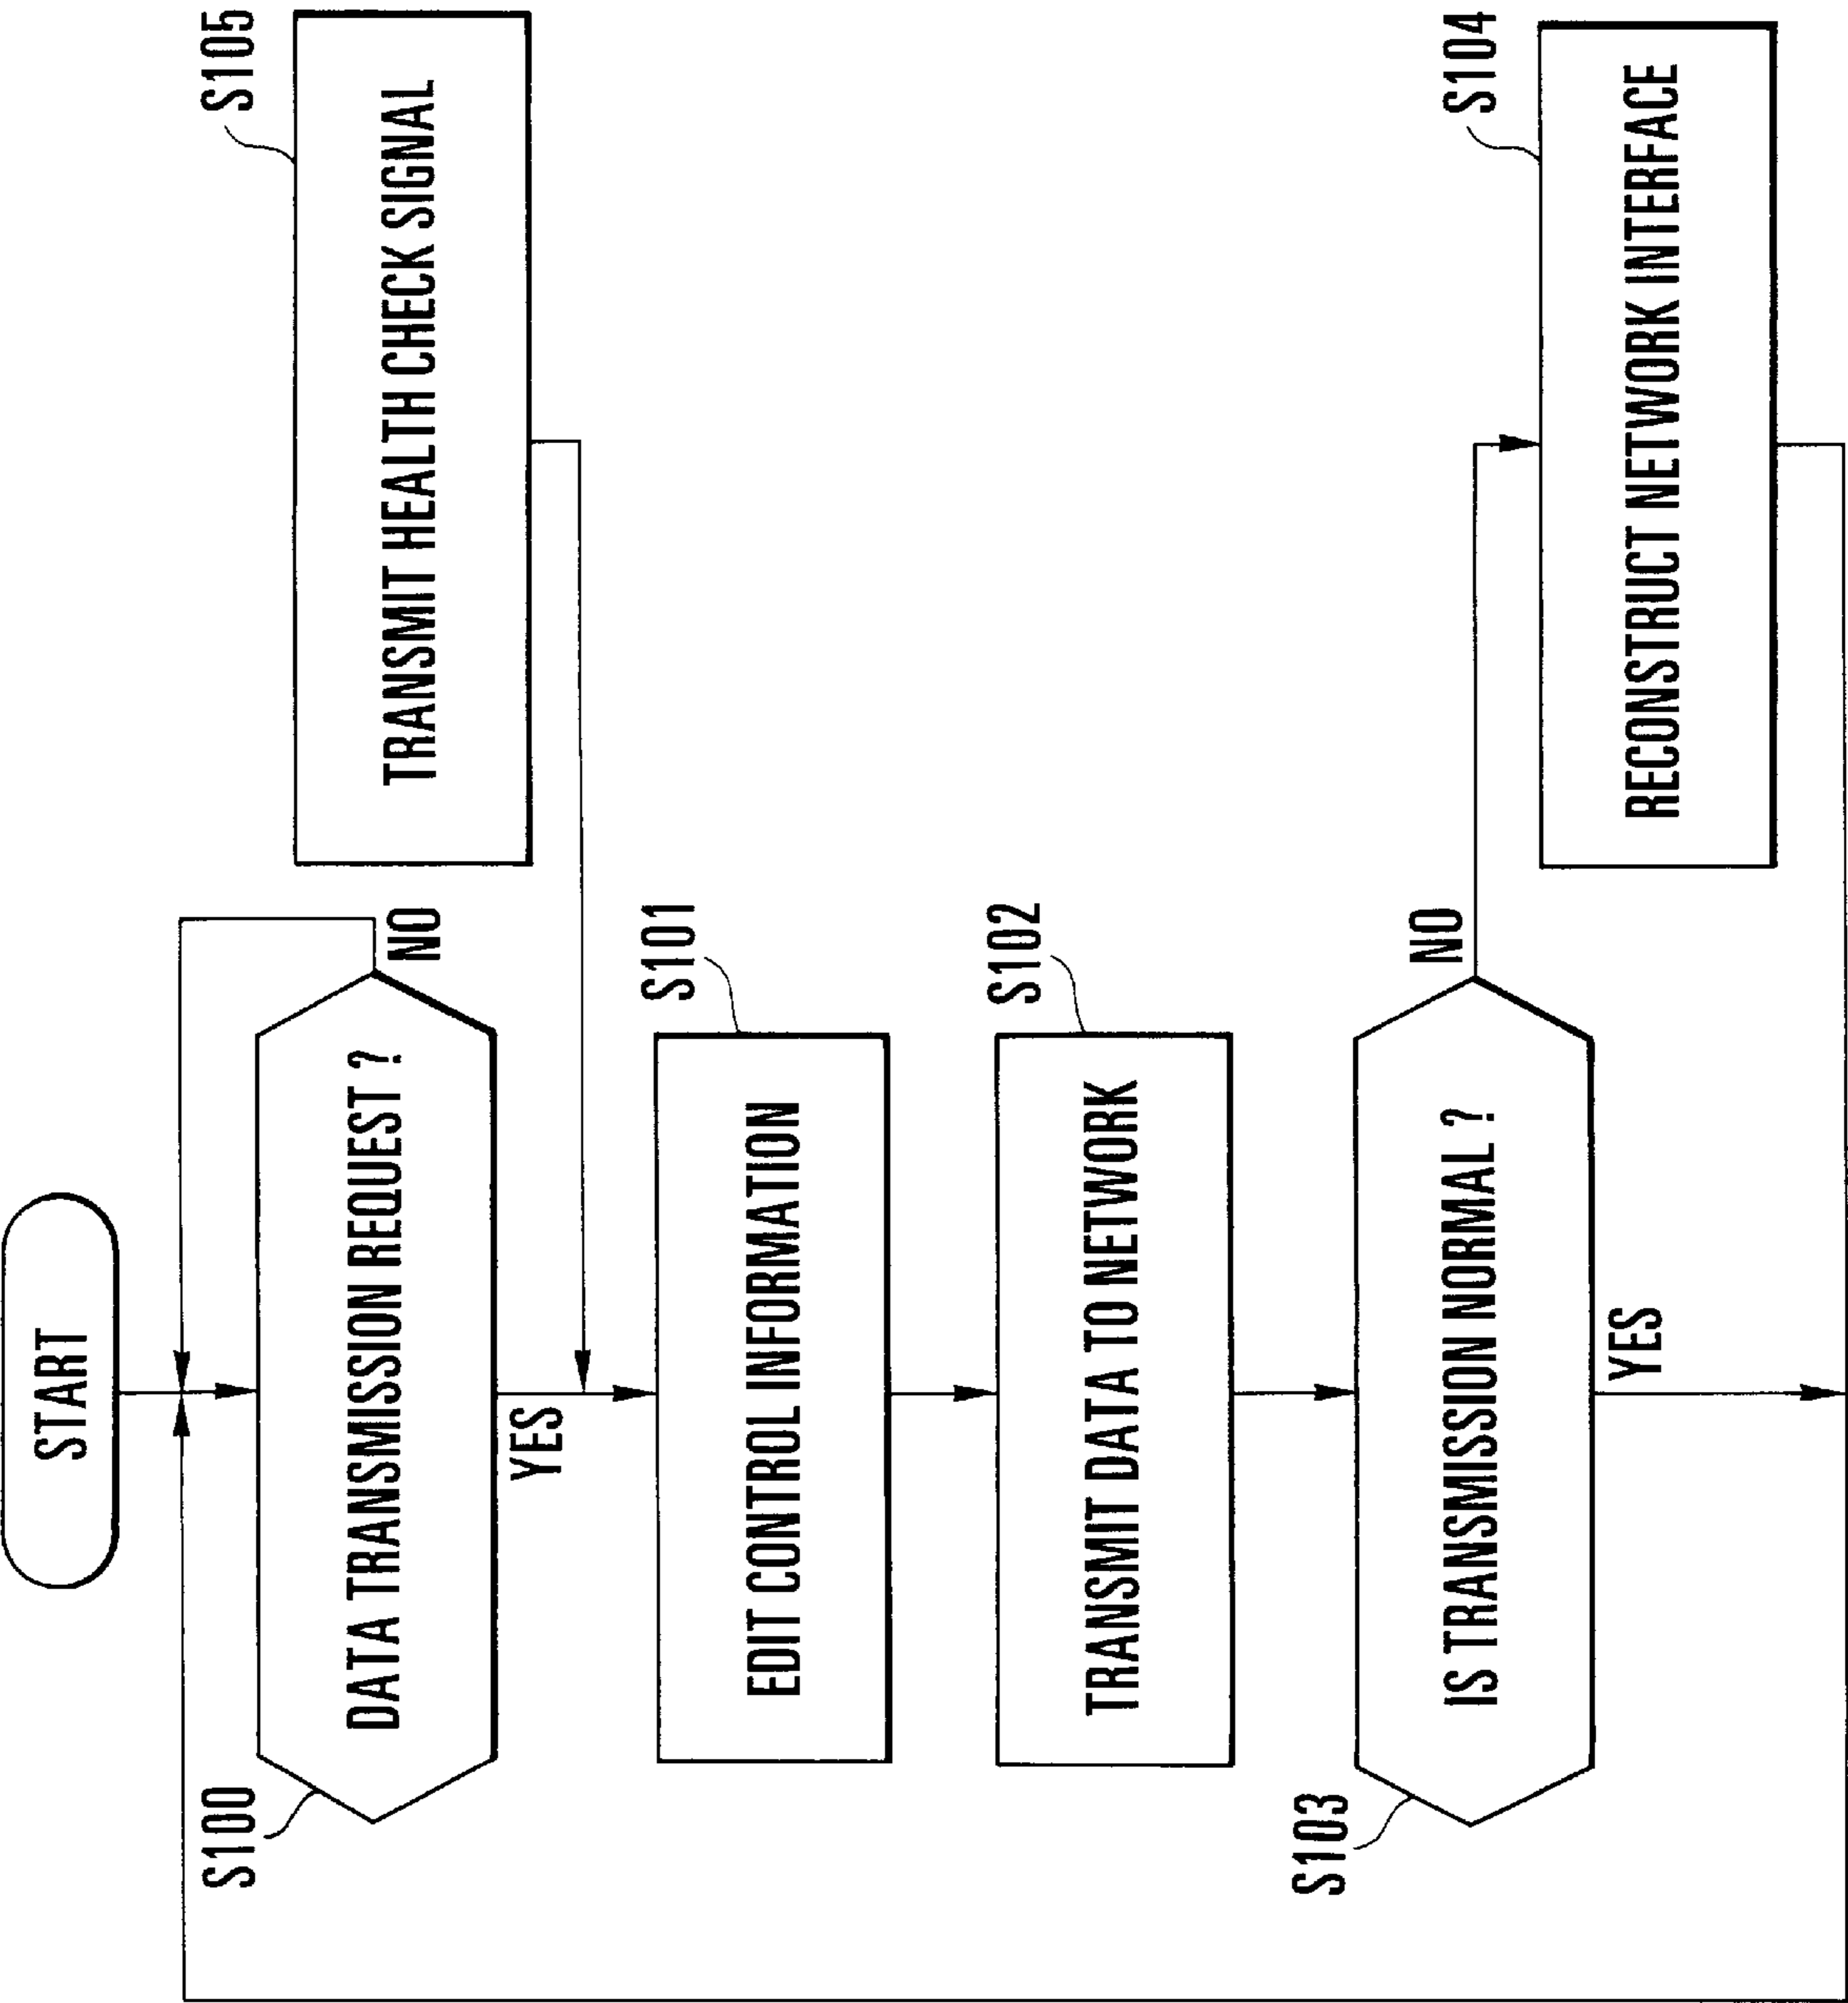 START
S100
DATA TRANSMISSION REQUEST ?
NO
YES
S105
TRANSMIT HEALTH CHECK SIGNAL
S101
EDIT CONTROL INFORMATION
S102
TRANSMIT DATA TO NETWORK
S103
IS TRANSMISSION NORMAL ?
NO
YES
S104
RECONSTRUCT NETWORK INTERFACE